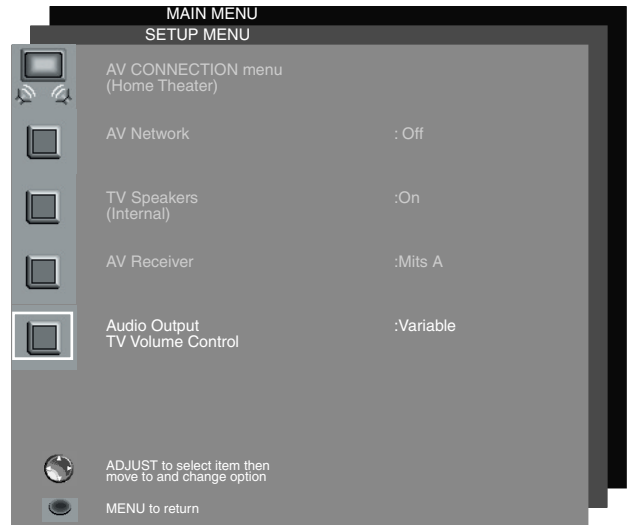 MAIN MENU
SETUP MENU
AV CONNECTION menu
(Home Theater)
AV Network : Off
TV Speakers :On
(Internal)
AV Receiver :Mits A
Audio Output :Variable
TV Volume Control
ADJUST to select item then
move to and change option
MENU to return